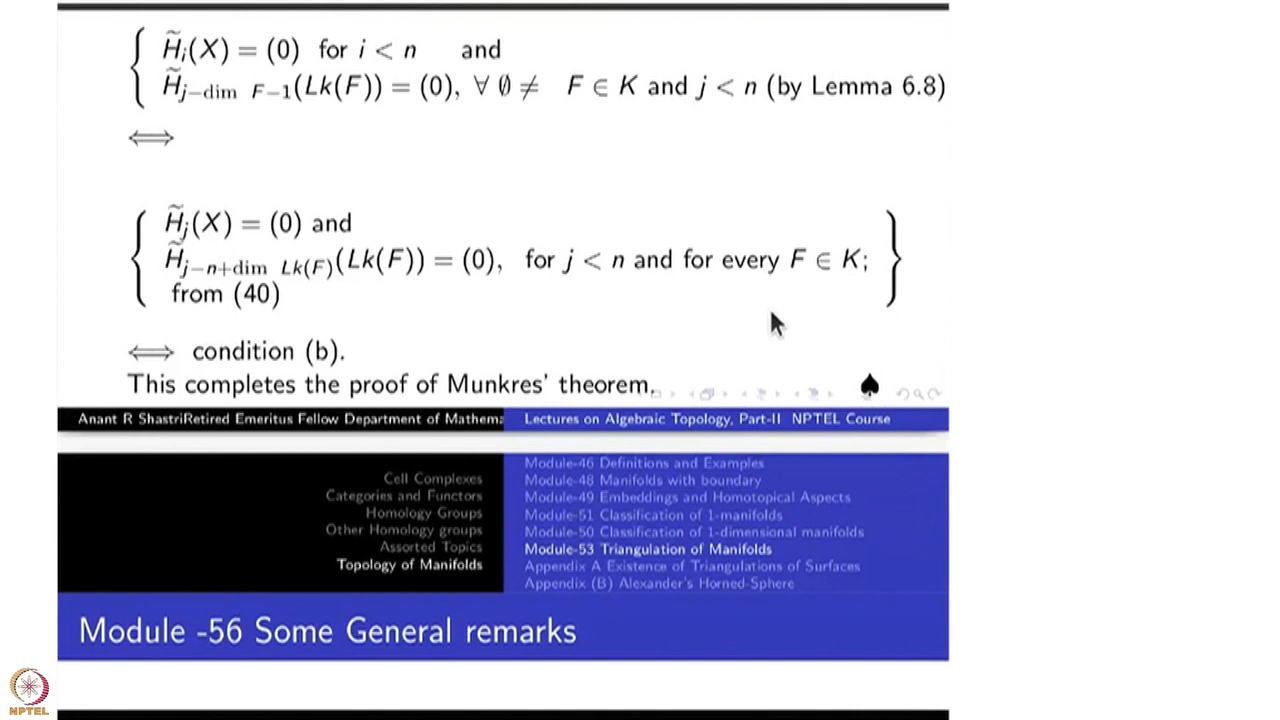 H̃ᵢ(X) = (0) for i < n and
H̃_{j−dim F−1}(Lk(F)) = (0), ∀ ∅ ≠ F ∈ K and j < n (by Lemma 6.8)
⟺
H̃ⱼ(X) = (0) and
H̃_{j−n+dim Lk(F)}(Lk(F)) = (0), for j < n and for every F ∈ K;
from (40)
⟺ condition (b).
This completes the proof of Munkres' theorem.
Anant R ShastriRetired Emeritus Fellow Department of Mathema
Lectures on Algebraic Topology, Part-II NPTEL Course
Cell Complexes
Categories and Functors
Homology Groups
Other Homology groups
Assorted Topics
Topology of Manifolds
Module-46 Definitions and Examples
Module-48 Manifolds with boundary
Module-49 Embeddings and Homotopical Aspects
Module-51 Classification of 1-manifolds
Module-50 Classification of 1-dimensional manifolds
Module-53 Triangulation of Manifolds
Appendix A Existence of Triangulations of Surfaces
Appendix (B) Alexander's Horned-Sphere
Module -56 Some General remarks
NPTEL